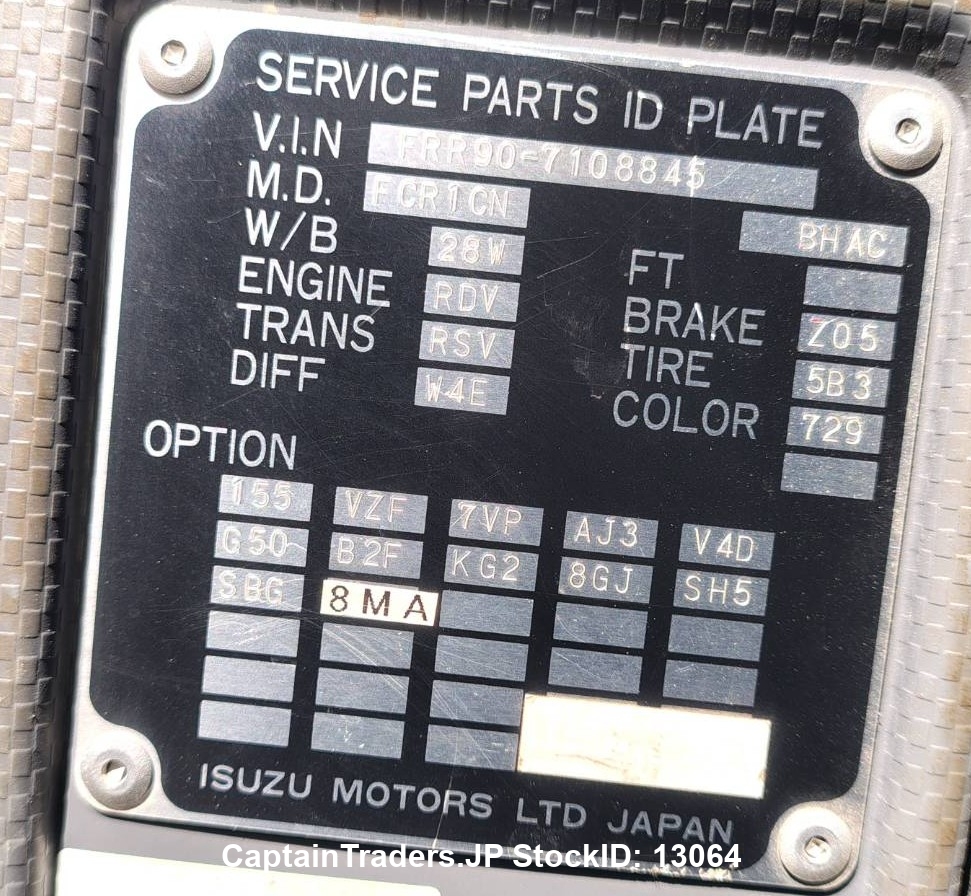 SERVICE PARTS ID PLATE
V.I.N FRR90-7108845
M.D. FCR1CN BHAC
W/B 28W FT
ENGINE RDV BRAKE Z05
TRANS RSV TIRE 5B3
DIFF W4E COLOR 729
OPTION
155 VZF 7VP AJ3 V4D
G50 B2F KG2 8GJ SH5
SBG 8MA
ISUZU MOTORS LTD JAPAN
CaptainTraders.JP StockID: 13064